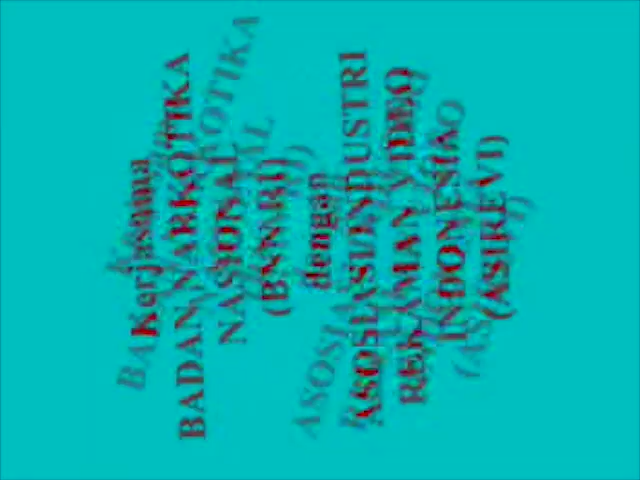 Kerjasama
BADAN NARKOTIKA
NASIONAL
(BNN RI)
dengan
ASOSIASI INDUSTRI
REKAMAN VIDEO
INDONESIA
(ASIREVI)